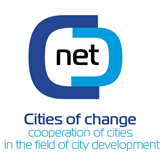 net
Cities of change
cooperation of cities
in the field of city development